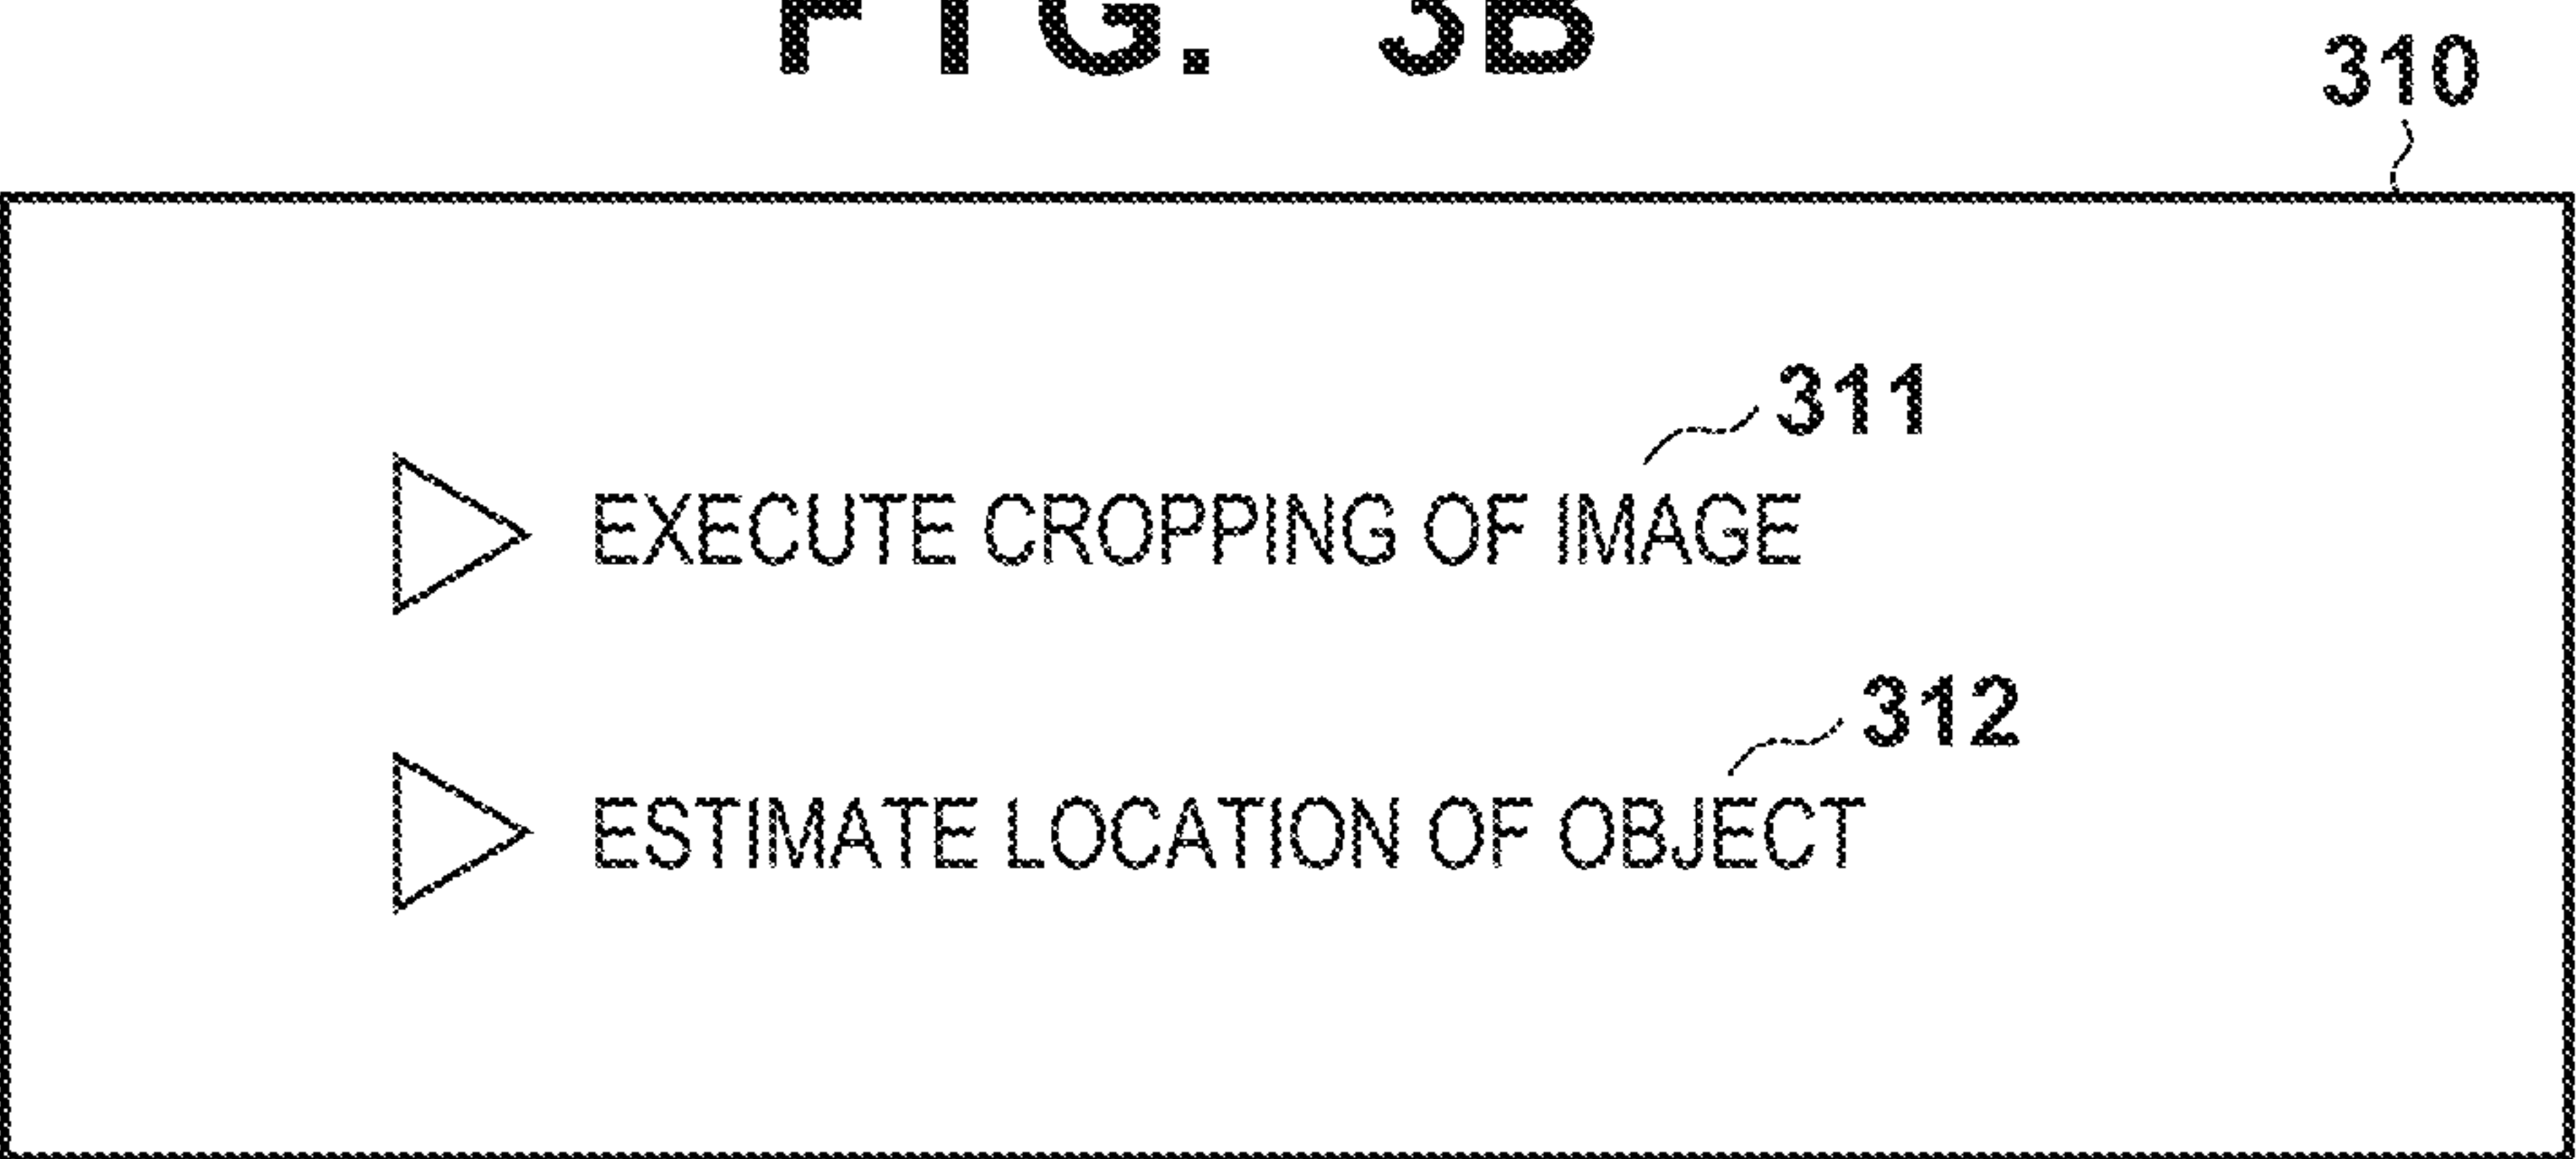 FIG. 3B
310
311
EXECUTE CROPPING OF IMAGE
312
ESTIMATE LOCATION OF OBJECT